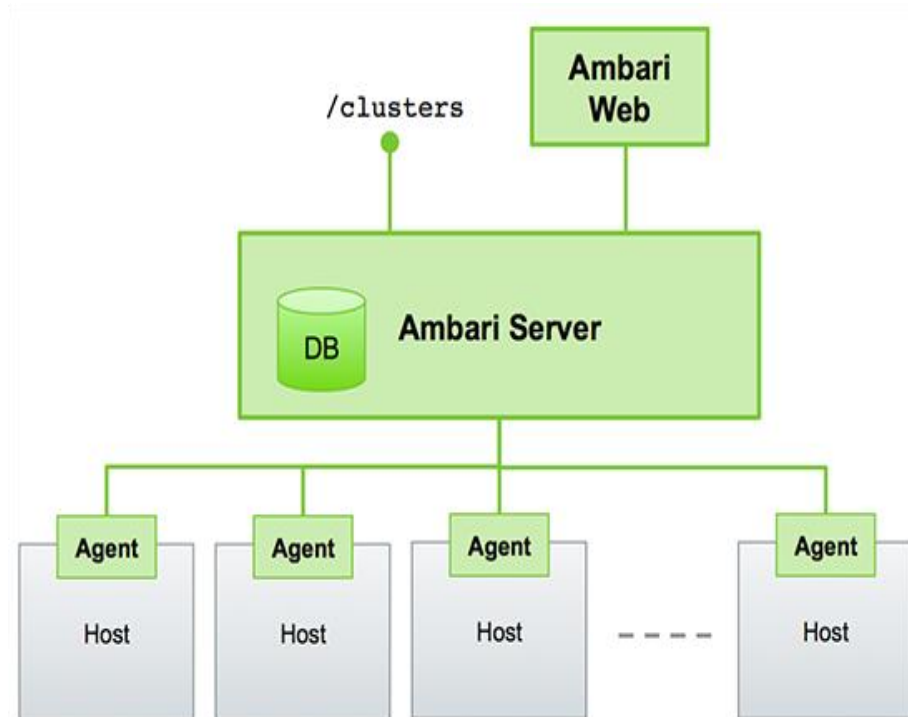 Ambari
Web
/clusters
DB
Ambari Server
Agent
Agent
Agent
Agent
Host
Host
Host
Host